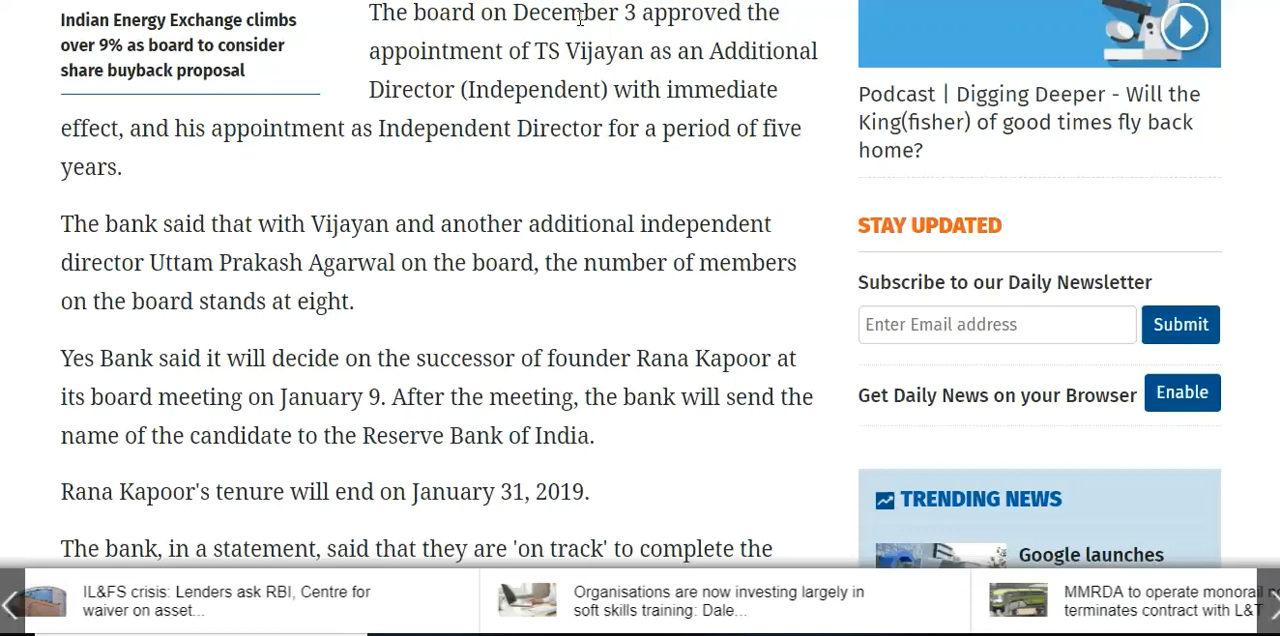 Indian Energy Exchange climbs
over 9% as board to consider
share buyback proposal
The board on December 3 approved the
appointment of TS Vijayan as an Additional
Director (Independent) with immediate
effect, and his appointment as Independent Director for a period of five
years.
The bank said that with Vijayan and another additional independent
director Uttam Prakash Agarwal on the board, the number of members
on the board stands at eight.
Yes Bank said it will decide on the successor of founder Rana Kapoor at
its board meeting on January 9. After the meeting, the bank will send the
name of the candidate to the Reserve Bank of India.
Rana Kapoor's tenure will end on January 31, 2019.
The bank, in a statement, said that they are 'on track' to complete the
Podcast | Digging Deeper - Will the
King(fisher) of good times fly back
home?
STAY UPDATED
Subscribe to our Daily Newsletter
Enter Email address
Submit
Get Daily News on your Browser
Enable
TRENDING NEWS
Google launches
IL&FS crisis: Lenders ask RBI, Centre for
waiver on asset...
Organisations are now investing largely in
soft skills training: Dale...
MMRDA to operate monorail
terminates contract with L&T